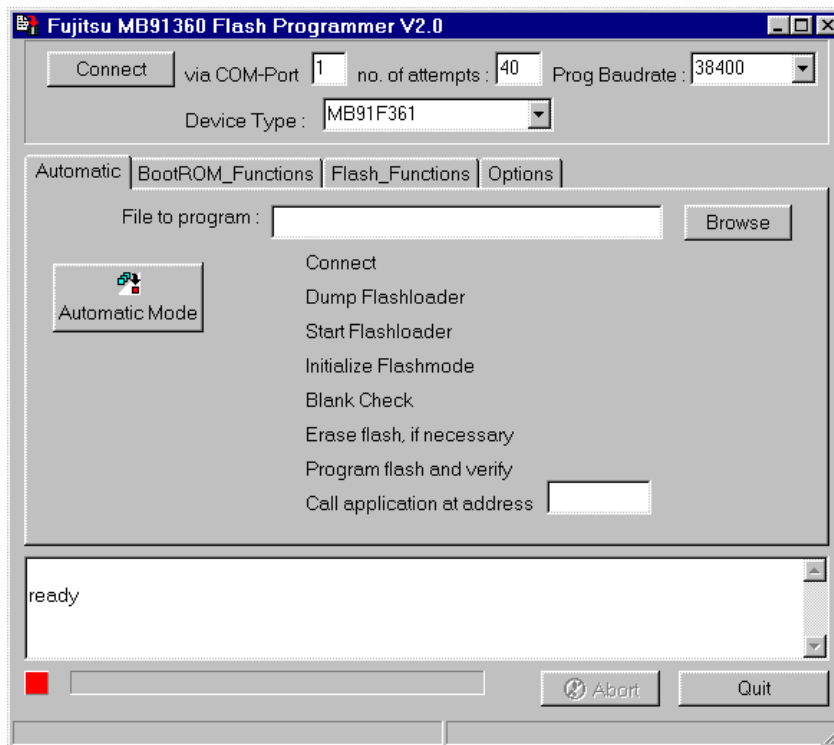 Fujitsu MB91360 Flash Programmer V2.0
Connect via COM-Port 1 no. of attempts : 40 Prog Baudrate : 38400
Device Type : MB91F361
Automatic BootROM_Functions Flash_Functions Options
File to program : Browse
Automatic Mode
Connect
Dump Flashloader
Start Flashloader
Initialize Flashmode
Blank Check
Erase flash, if necessary
Program flash and verify
Call application at address
ready
Abort Quit